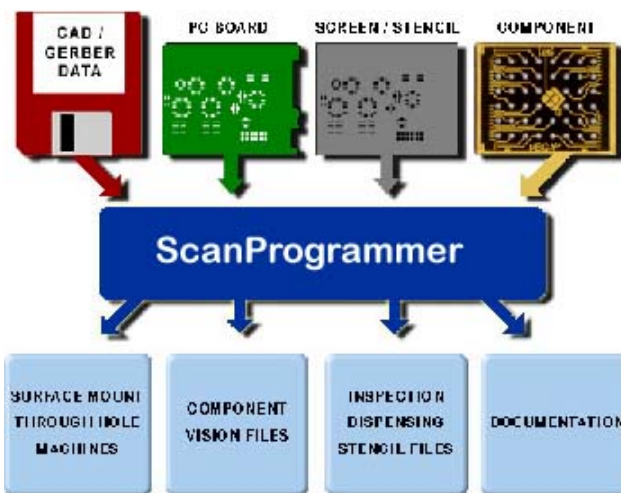 CAD /
GERBER
DATA
PC BOARD
SCREEN / STENCIL
COMPONENT
ScanProgrammer
SURFACE MOUNT
THROUGH HOLE
MACHINES
COMPONENT
VISION FILES
INSPECTION
DISPENSING
STENCIL FILES
DOCUMENTATION